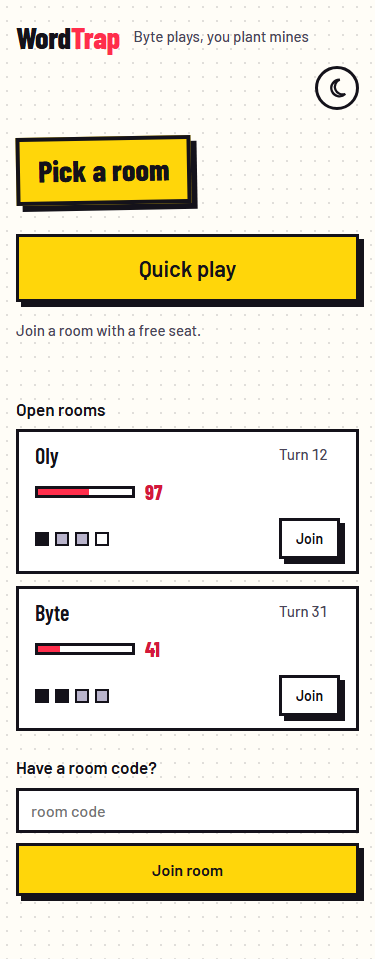 WordTrap Byte plays, you plant mines
Pick a room
Quick play
Join a room with a free seat.
Open rooms
Oly Turn 12
97
Join
Byte Turn 31
41
Join
Have a room code?
room code
Join room